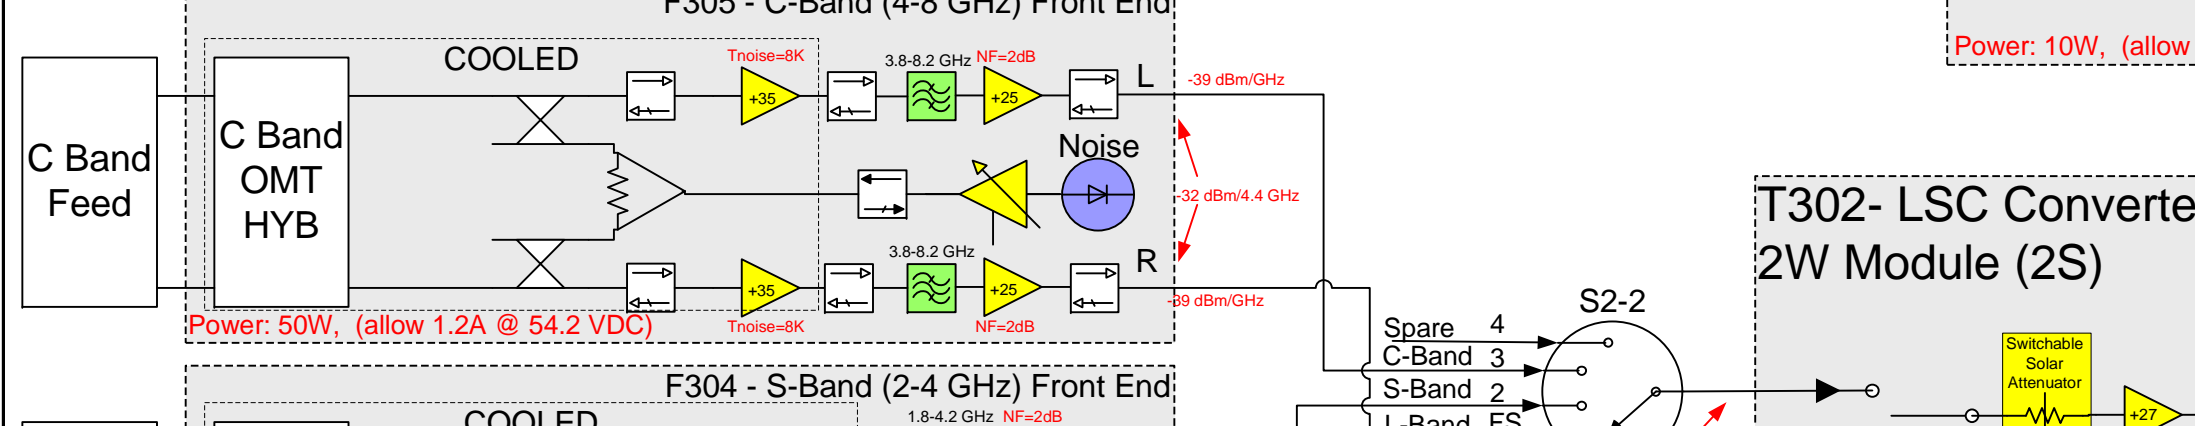 F305 - C-Band (4-8 GHz) Front End
Power: 10W,  (allow
COOLED
Tnoise=8K
3.8-8.2 GHz
NF=2dB
L
-39 dBm/GHz
+35
+25
C Band
Feed
C Band
OMT
HYB
Noise
-32 dBm/4.4 GHz
T302- LSC Converte
2W Module (2S)
3.8-8.2 GHz
R
+35
+25
-39 dBm/GHz
Power: 50W,  (allow 1.2A @ 54.2 VDC)
Tnoise=8K
NF=2dB
S2-2
Spare 4
C-Band 3
S-Band 2
L-Band FS
Switchable
Solar
Attenuator
+27
F304 - S-Band (2-4 GHz) Front End
COOLED
1.8-4.2 GHz
NF=2dB